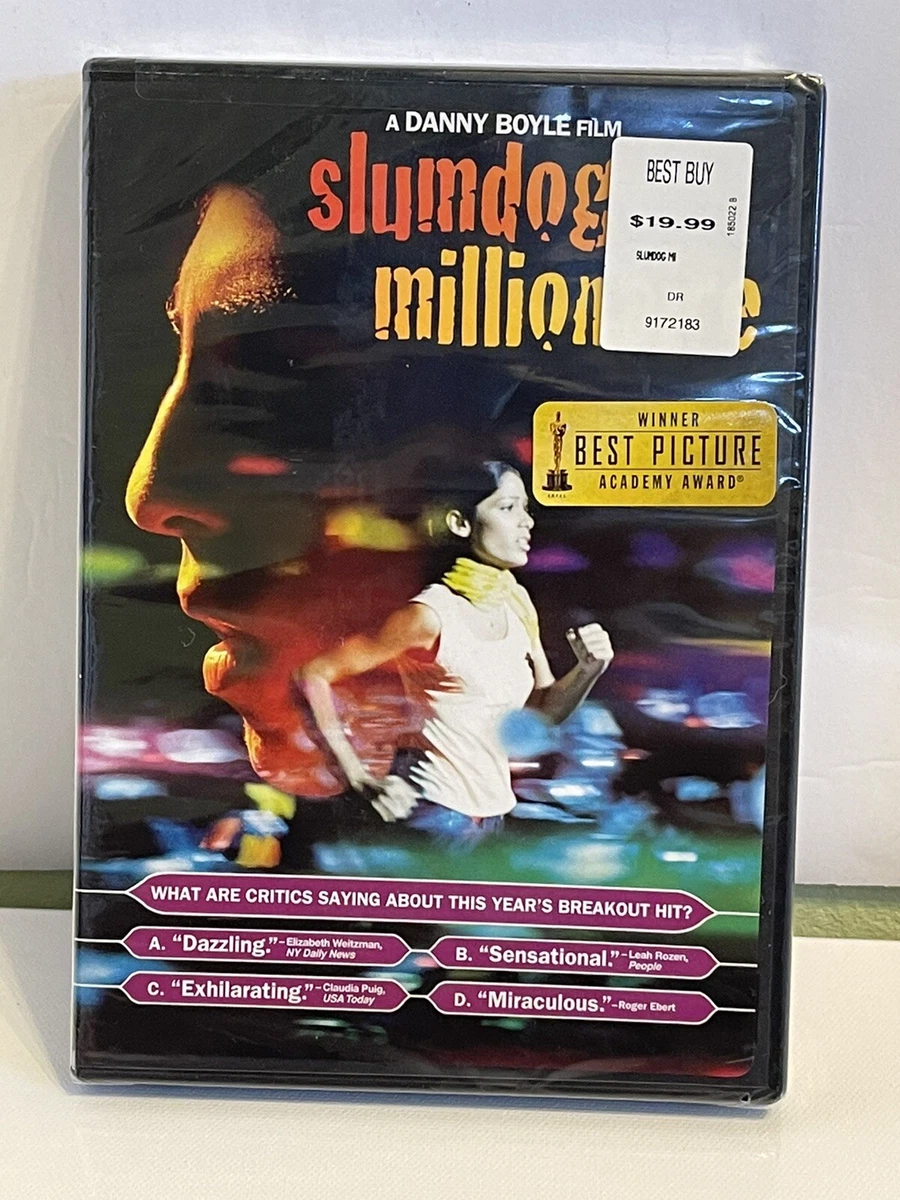 A DANNY BOYLE FILM
slumdog
million e
BEST BUY
$19.99
185022 B
SLUMDOG MI
DR
9172183
WINNER
BEST PICTURE
ACADEMY AWARD®
WHAT ARE CRITICS SAYING ABOUT THIS YEAR'S BREAKOUT HIT?
A. "Dazzling." –Elizabeth Weitzman,
NY Daily News
B. "Sensational." –Leah Rozen,
People
C. "Exhilarating." –Claudia Puig,
USA Today
D. "Miraculous." –Roger Ebert